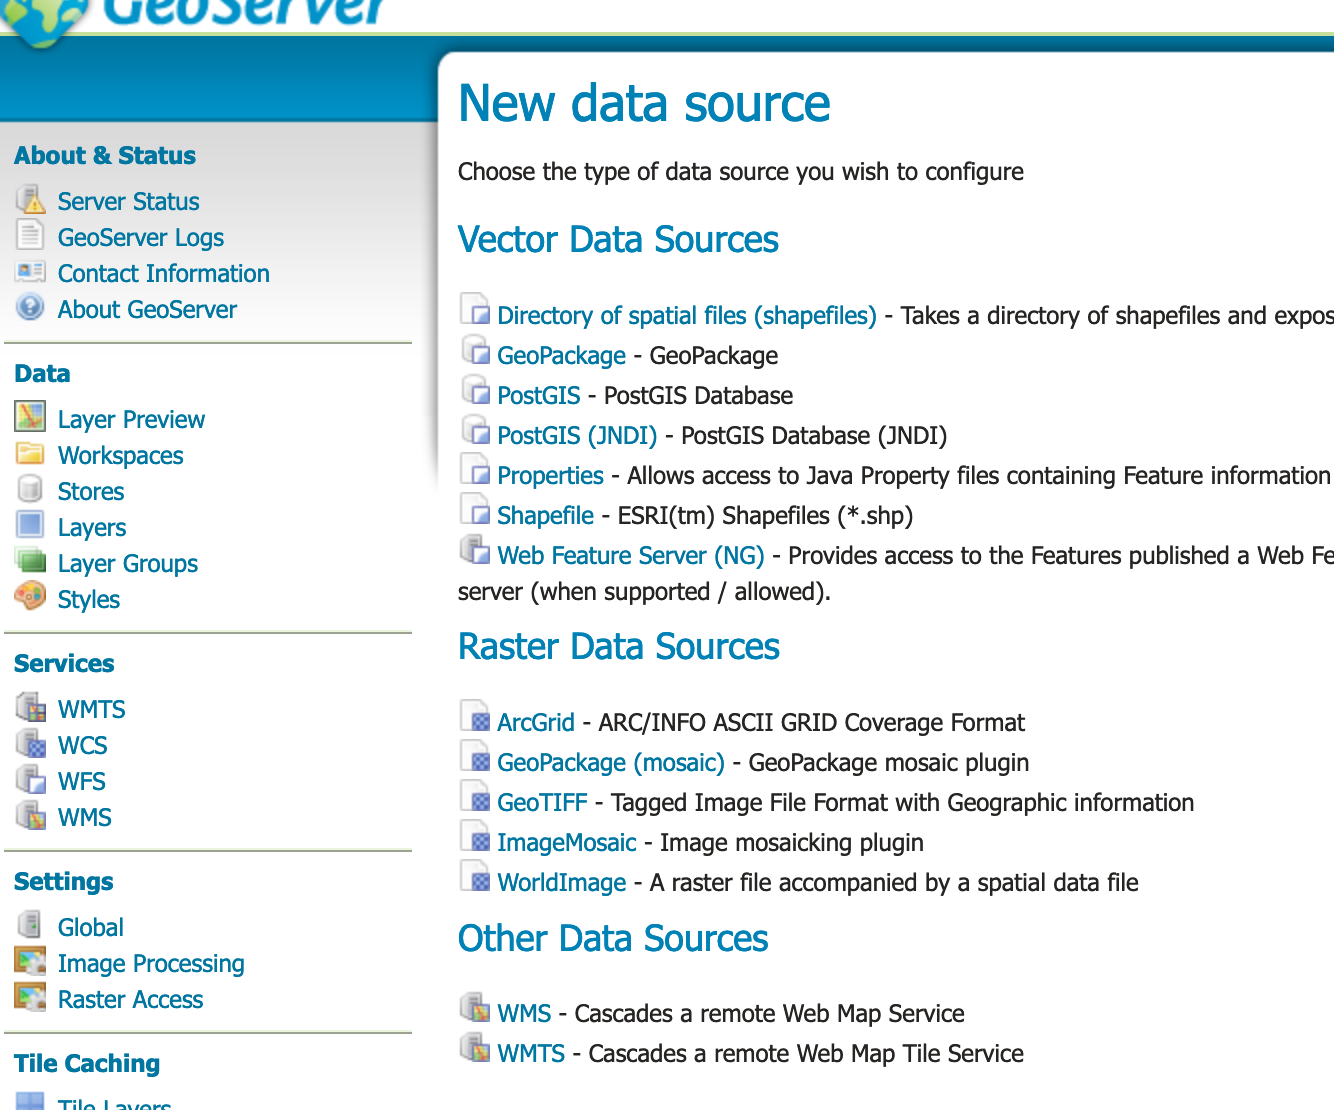 GeoServer
About & Status
Server Status
GeoServer Logs
Contact Information
About GeoServer
Data
Layer Preview
Workspaces
Stores
Layers
Layer Groups
Styles
Services
WMTS
WCS
WFS
WMS
Settings
Global
Image Processing
Raster Access
Tile Caching
Tile Layers
New data source
Choose the type of data source you wish to configure
Vector Data Sources
Directory of spatial files (shapefiles) - Takes a directory of shapefiles and expos
GeoPackage - GeoPackage
PostGIS - PostGIS Database
PostGIS (JNDI) - PostGIS Database (JNDI)
Properties - Allows access to Java Property files containing Feature information
Shapefile - ESRI(tm) Shapefiles (*.shp)
Web Feature Server (NG) - Provides access to the Features published a Web Fe
server (when supported / allowed).
Raster Data Sources
ArcGrid - ARC/INFO ASCII GRID Coverage Format
GeoPackage (mosaic) - GeoPackage mosaic plugin
GeoTIFF - Tagged Image File Format with Geographic information
ImageMosaic - Image mosaicking plugin
WorldImage - A raster file accompanied by a spatial data file
Other Data Sources
WMS - Cascades a remote Web Map Service
WMTS - Cascades a remote Web Map Tile Service